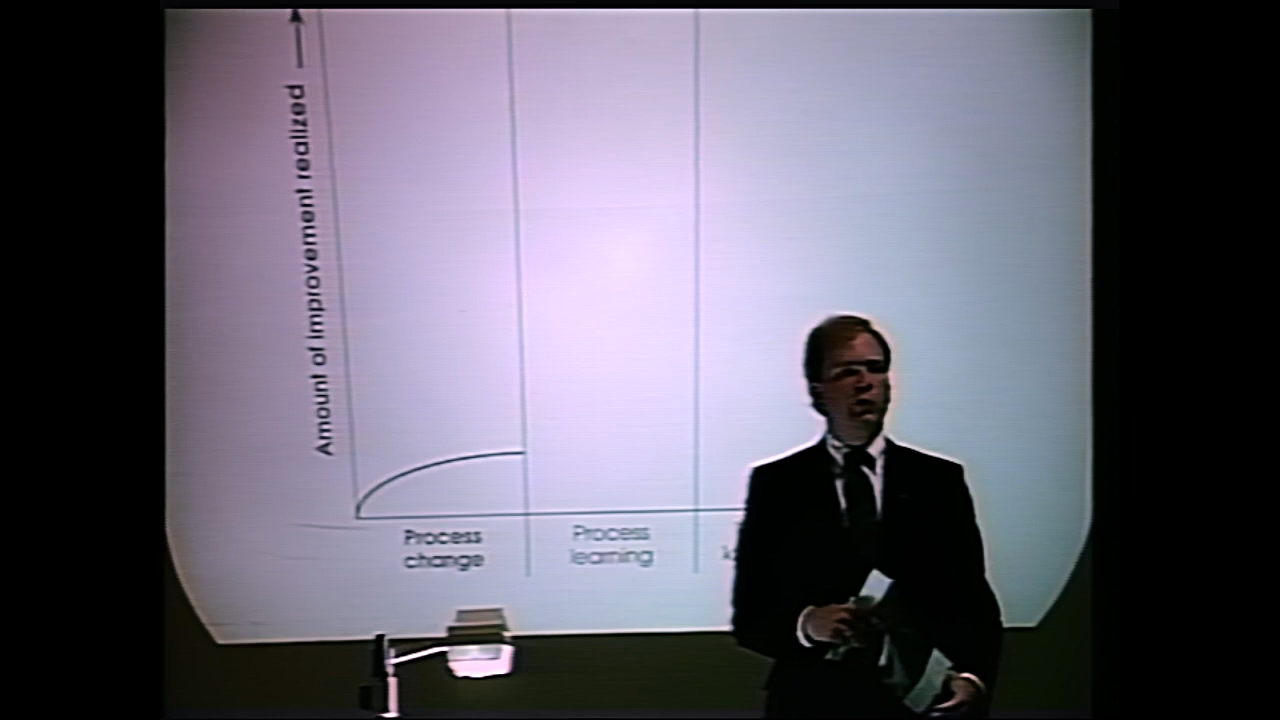 Amount of improvement realized
Process
change
Process
learning